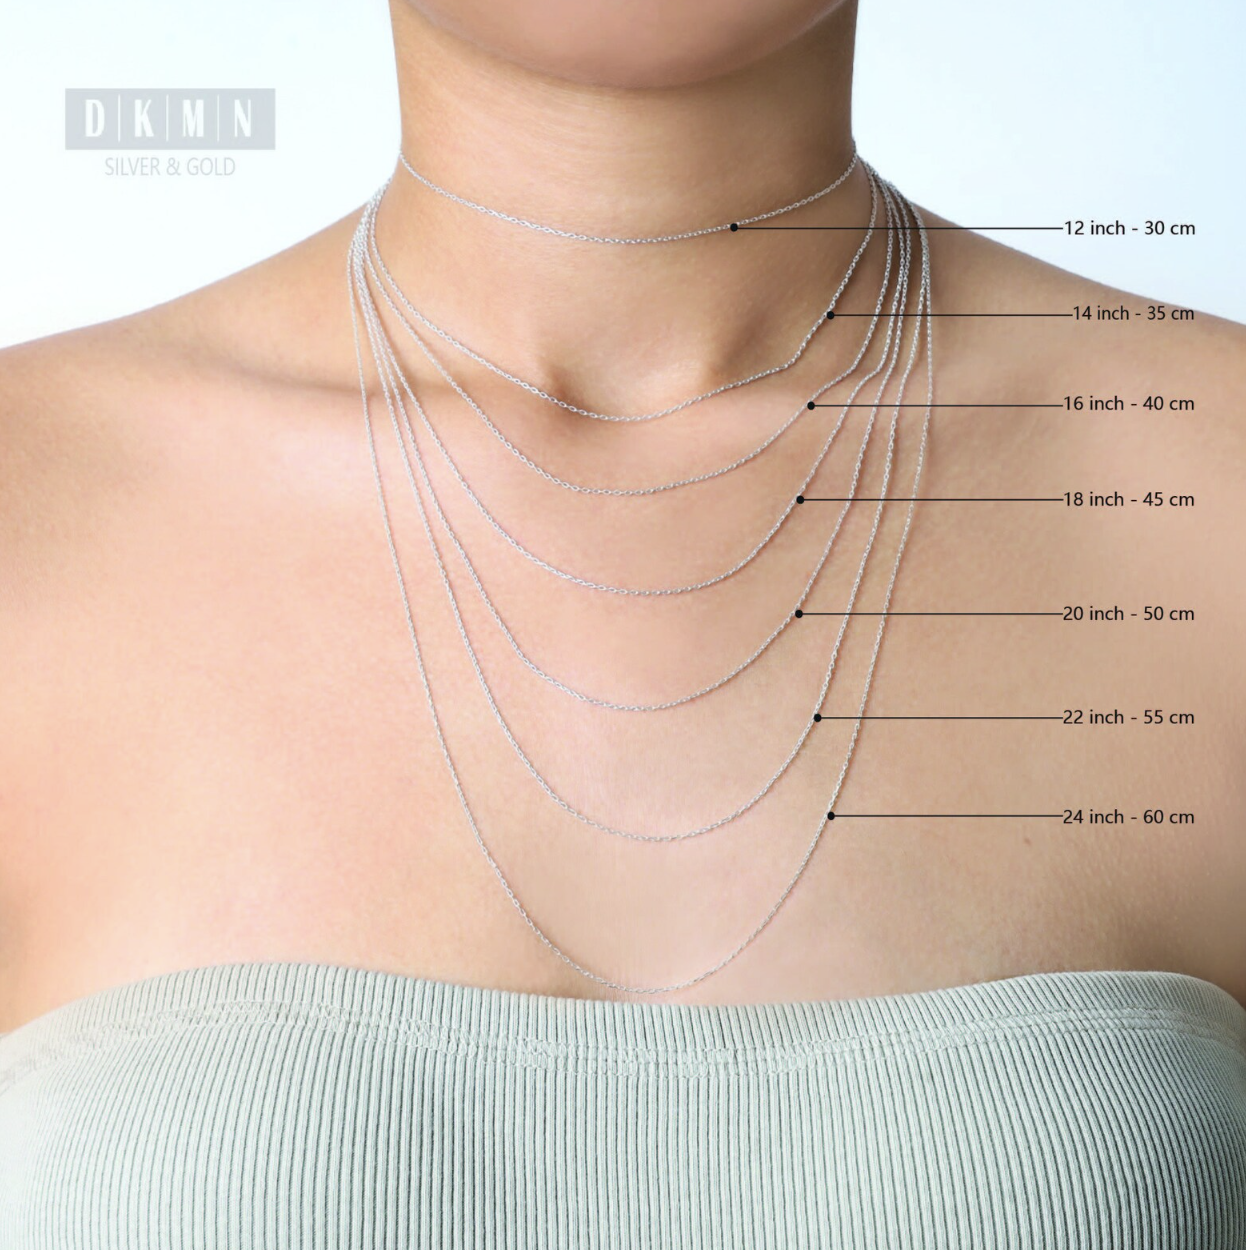 D|K|M|N
SILVER & GOLD
12 inch - 30 cm
14 inch - 35 cm
16 inch - 40 cm
18 inch - 45 cm
20 inch - 50 cm
22 inch - 55 cm
24 inch - 60 cm